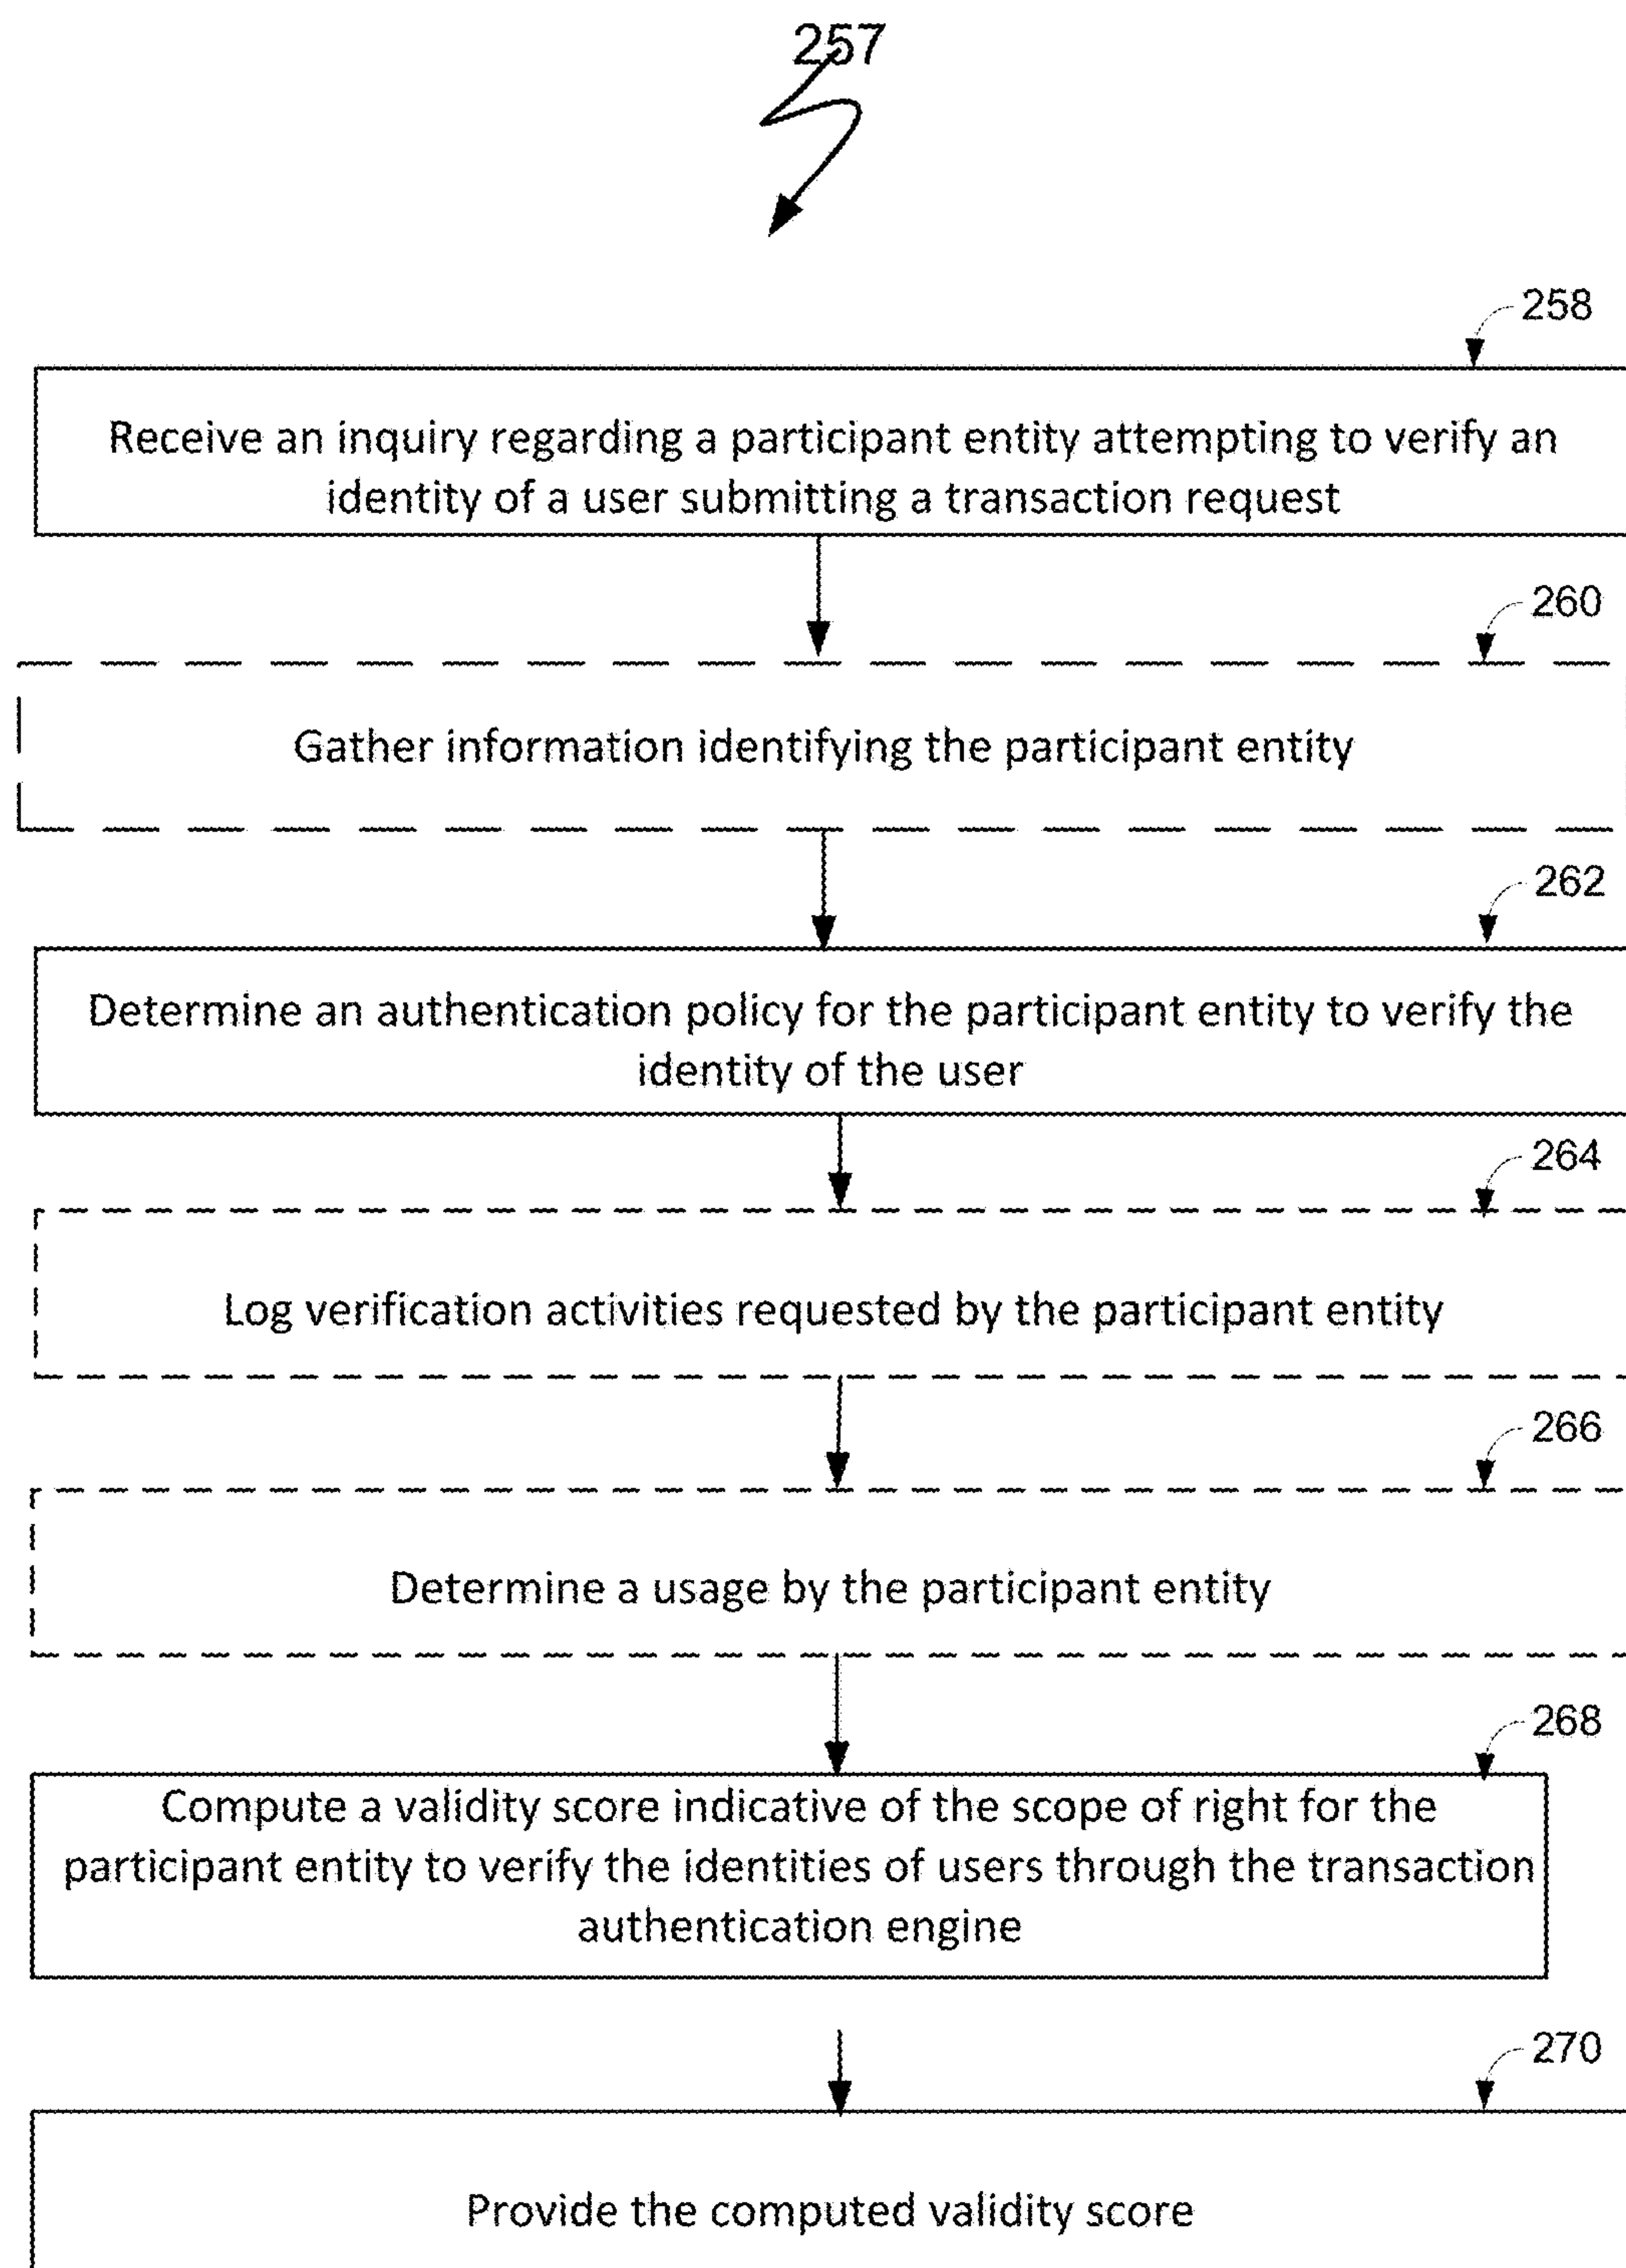 257
258
Receive an inquiry regarding a participant entity attempting to verify an
identity of a user submitting a transaction request
260
Gather information identifying the participant entity
262
Determine an authentication policy for the participant entity to verify the
identity of the user
264
Log verification activities requested by the participant entity
266
Determine a usage by the participant entity
268
Compute a validity score indicative of the scope of right for the
participant entity to verify the identities of users through the transaction
authentication engine
270
Provide the computed validity score